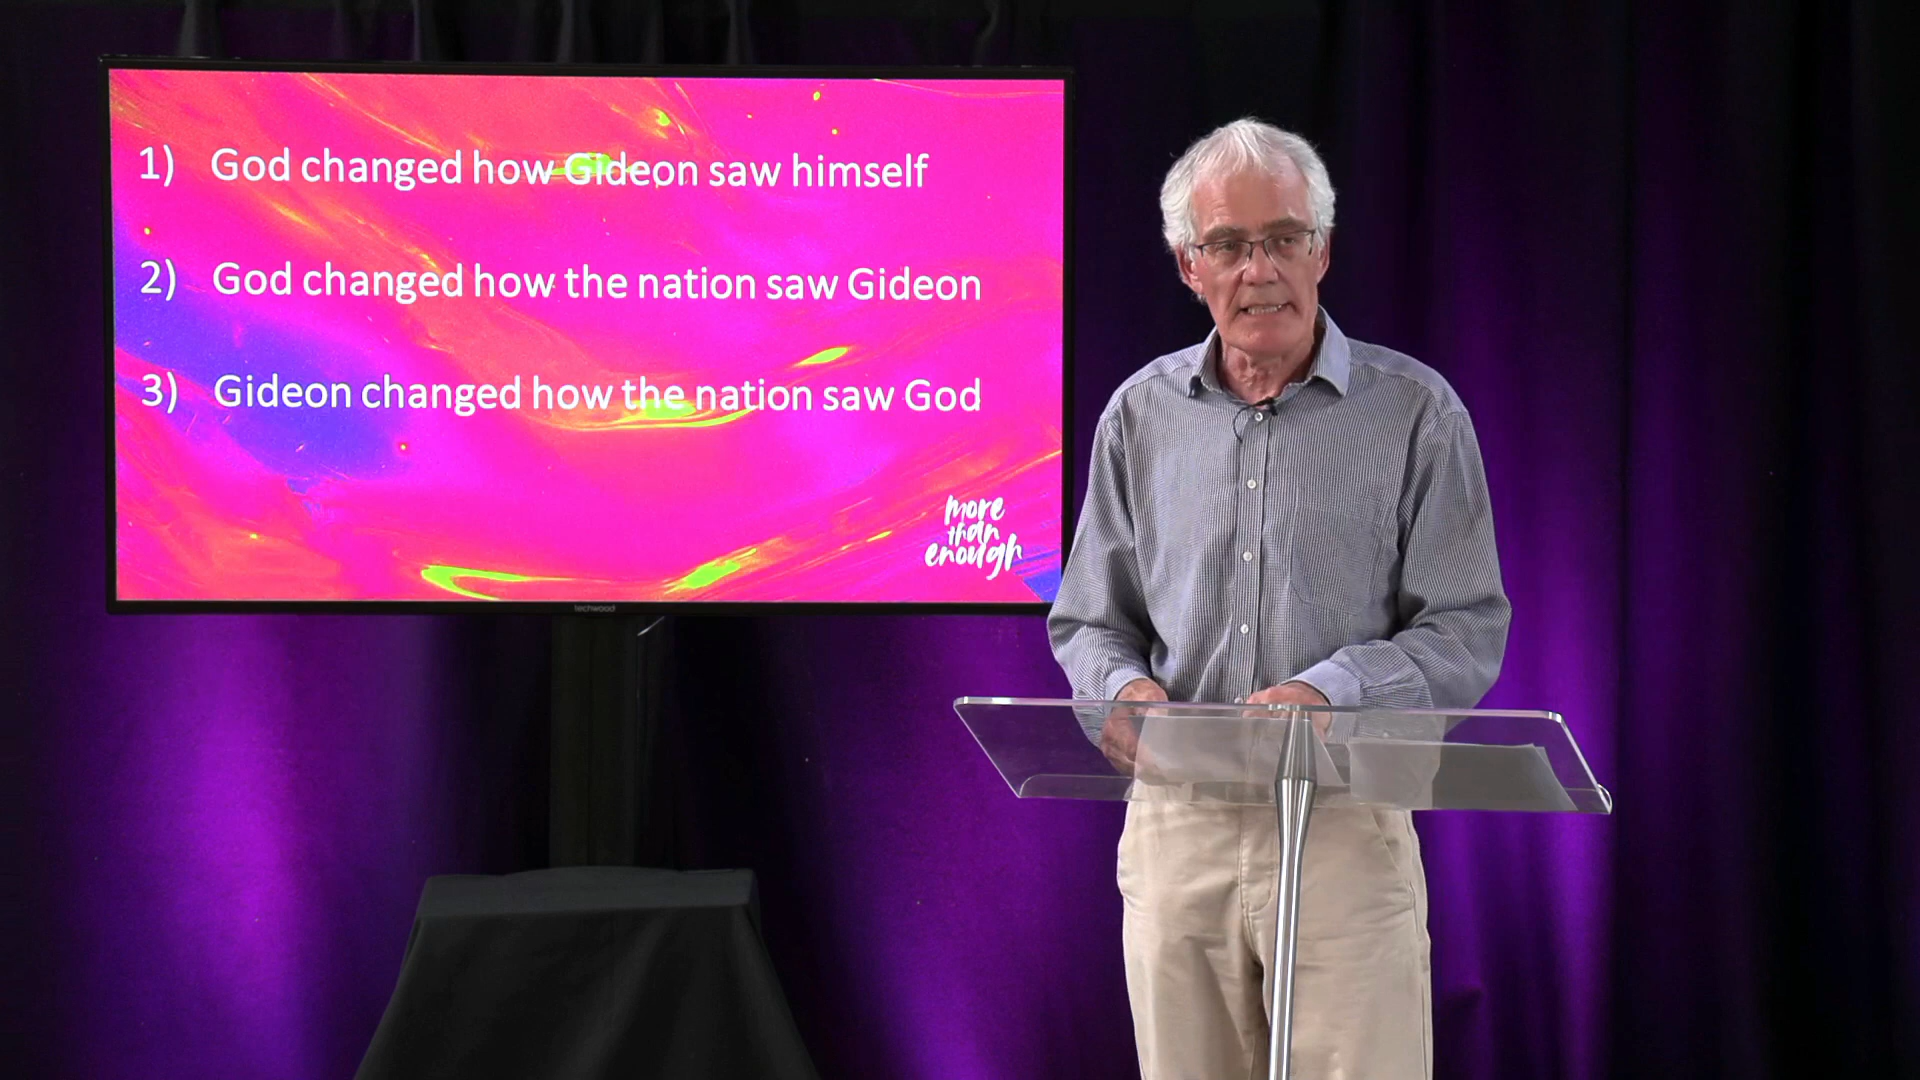 1) God changed how Gideon saw himself
2) God changed how the nation saw Gideon
3) Gideon changed how the nation saw God
more
than
enough
techwood